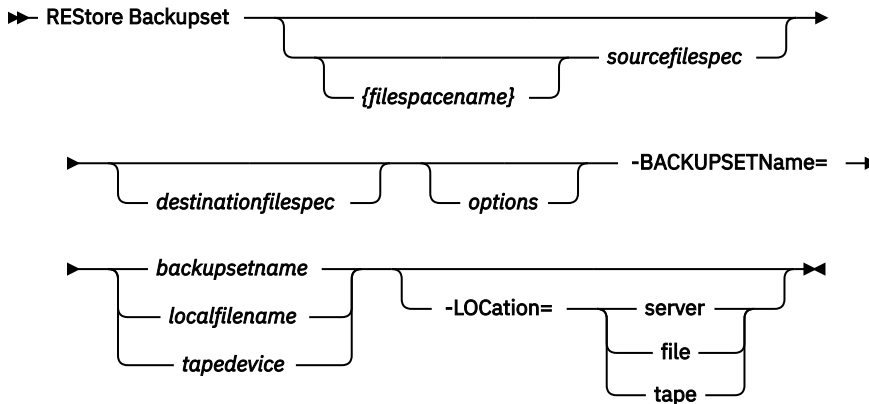 REStore Backupset
sourcefilespec
{filespacename}
-BACKUPSETName=
destinationfilespec
options
backupsetname
localfilename
tapedevice
-LOCation=
server
file
tape